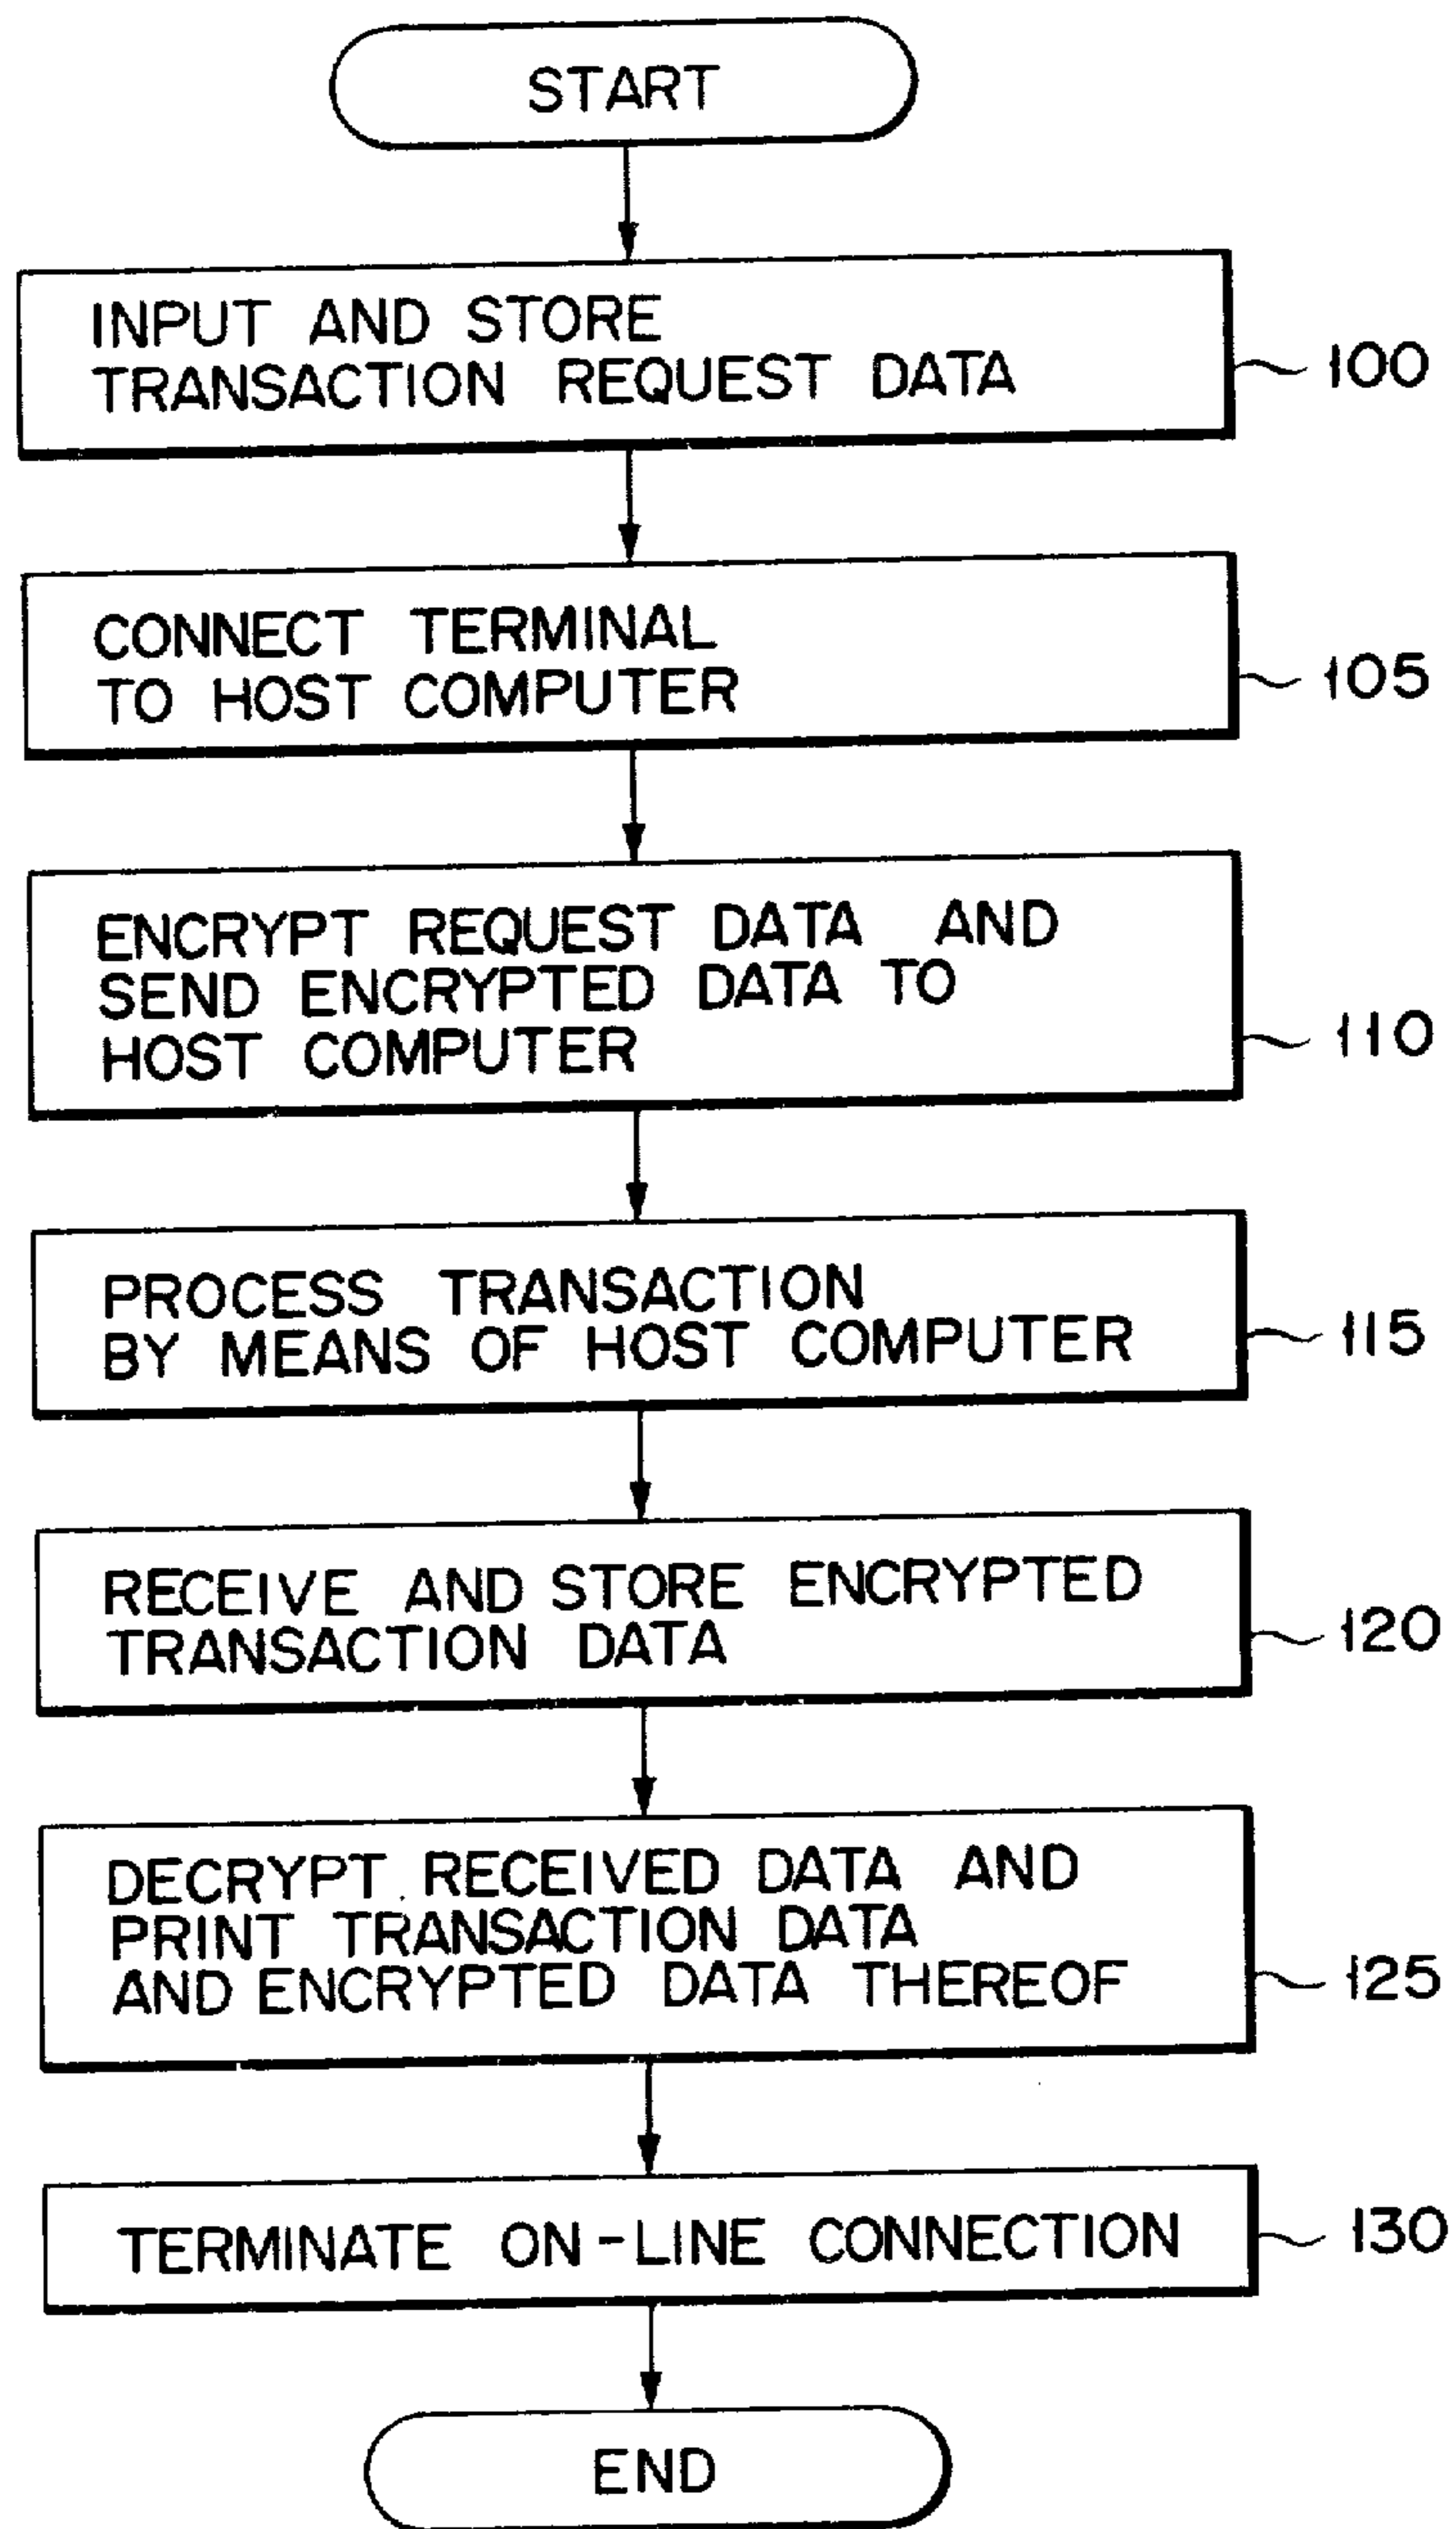 START
INPUT AND STORE
TRANSACTION REQUEST DATA
100
CONNECT TERMINAL
TO HOST COMPUTER
105
ENCRYPT REQUEST DATA AND
SEND ENCRYPTED DATA TO
HOST COMPUTER
110
PROCESS TRANSACTION
BY MEANS OF HOST COMPUTER
115
RECEIVE AND STORE ENCRYPTED
TRANSACTION DATA
120
DECRYPT RECEIVED DATA AND
PRINT TRANSACTION DATA
AND ENCRYPTED DATA THEREOF
125
TERMINATE ON-LINE CONNECTION
130
END